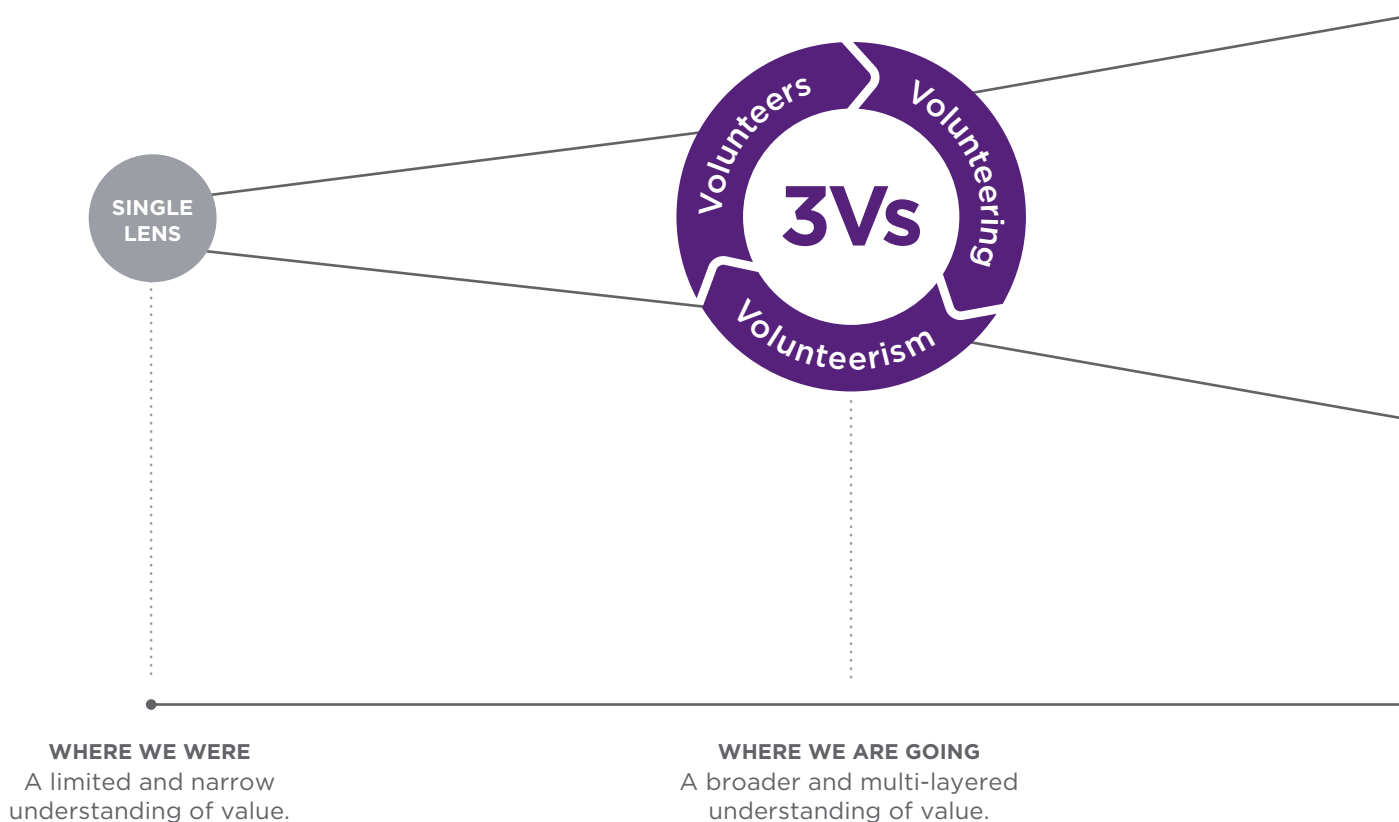 SINGLE
LENS
Volunteers
Volunteering
Volunteerism
3Vs
WHERE WE WERE
A limited and narrow
understanding of value.
WHERE WE ARE GOING
A broader and multi-layered
understanding of value.